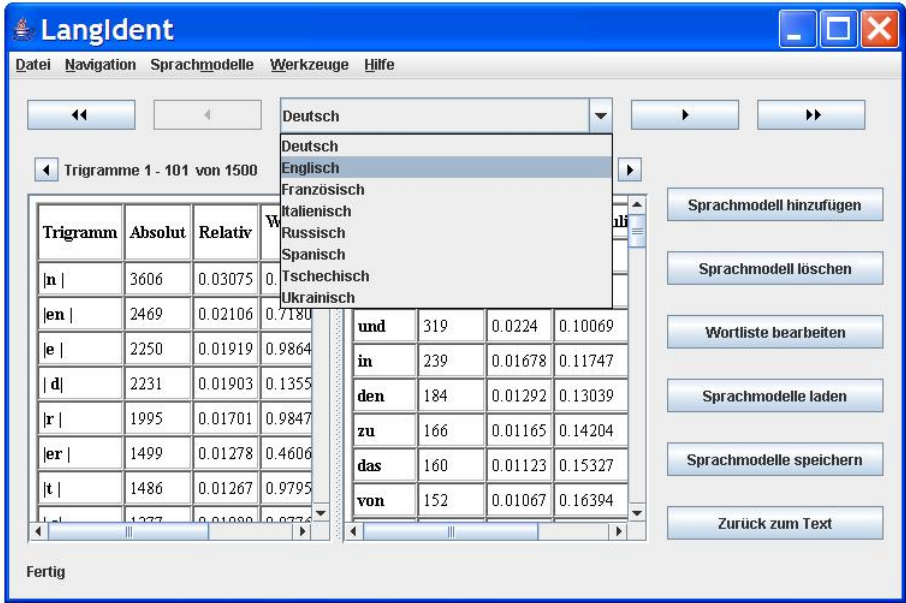 LangIdent
Datei Navigation Sprachmodelle Werkzeuge Hilfe
Deutsch
Deutsch
Englisch
Französisch
Italienisch
Russisch
Spanisch
Tschechisch
Ukrainisch
Trigramme 1 - 101 von 1500
Trigramm Absolut Relativ
|n | 3606 0.03075
|en | 2469 0.02106 0.7180
|e | 2250 0.01919 0.9864
| d| 2231 0.01903 0.1355
|r | 1995 0.01701 0.9847
|er | 1499 0.01278 0.4606
|t | 1486 0.01267 0.9795
und 319 0.0224 0.10069
in 239 0.01678 0.11747
den 184 0.01292 0.13039
zu 166 0.01165 0.14204
das 160 0.01123 0.15327
von 152 0.01067 0.16394
Sprachmodell hinzufügen
Sprachmodell löschen
Wortliste bearbeiten
Sprachmodelle laden
Sprachmodelle speichern
Zurück zum Text
Fertig